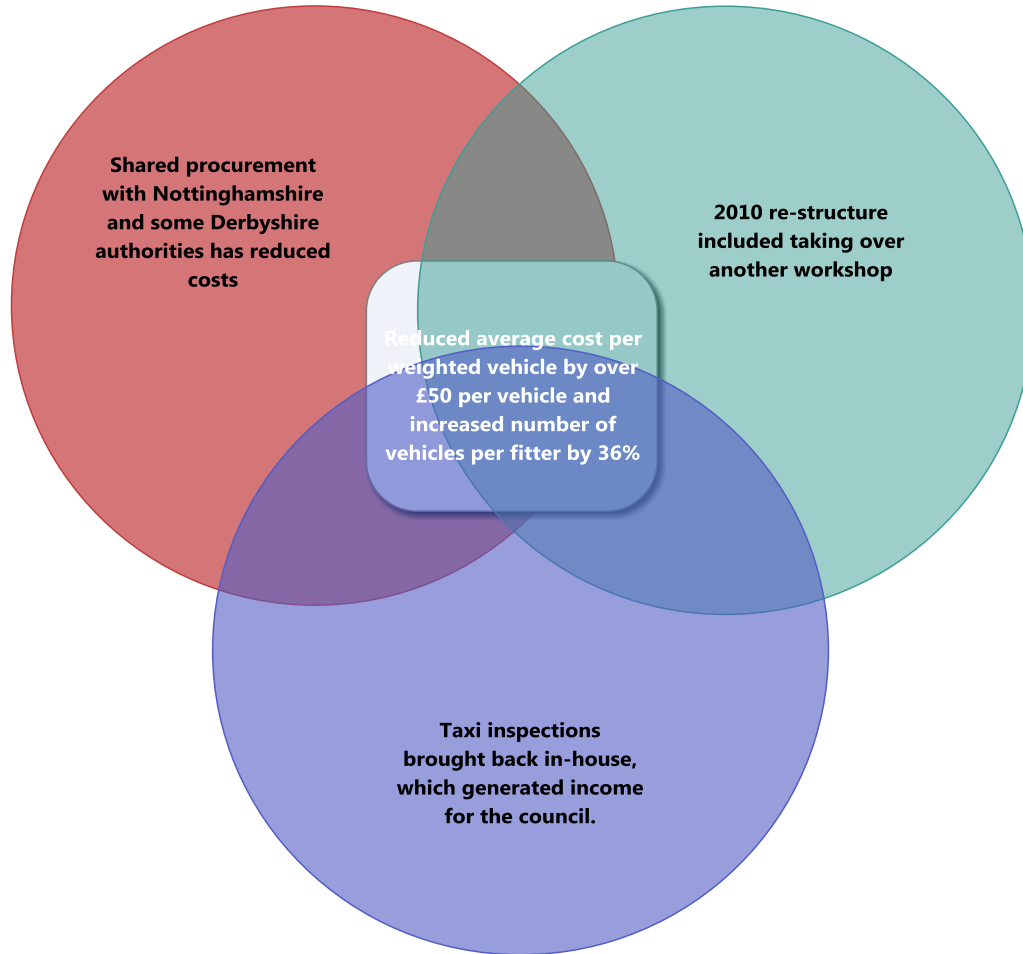 Shared procurement
with Nottinghamshire
and some Derbyshire
authorities has reduced
costs
2010 re-structure
included taking over
another workshop
Reduced average cost per
weighted vehicle by over
£50 per vehicle and
increased number of
vehicles per fitter by 36%
Taxi inspections
brought back in-house,
which generated income
for the council.